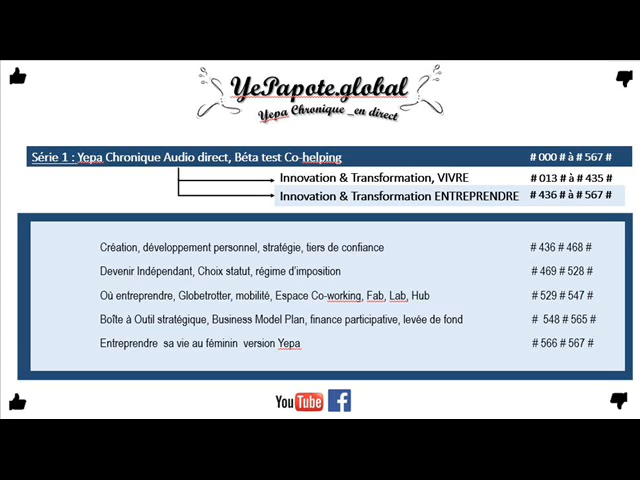 YePapote.global
Yepa Chronique _en direct
Série 1 : Yepa Chronique Audio direct, Béta test Co-helping # 000 # à # 567 #
Innovation & Transformation, VIVRE # 013 # à # 435 #
Innovation & Transformation ENTREPRENDRE # 436 # à # 567 #
Création, développement personnel, stratégie, tiers de confiance # 436 # 468 #
Devenir Indépendant, Choix statut, régime d'imposition # 469 # 528 #
Où entreprendre, Globetrotter, mobilité, Espace Co-working, Fab, Lab, Hub # 529 # 547 #
Boîte à Outil stratégique, Business Model Plan, finance participative, levée de fond # 548 # 565 #
Entreprendre sa vie au féminin version Yepa # 566 # 567 #
YouTube f